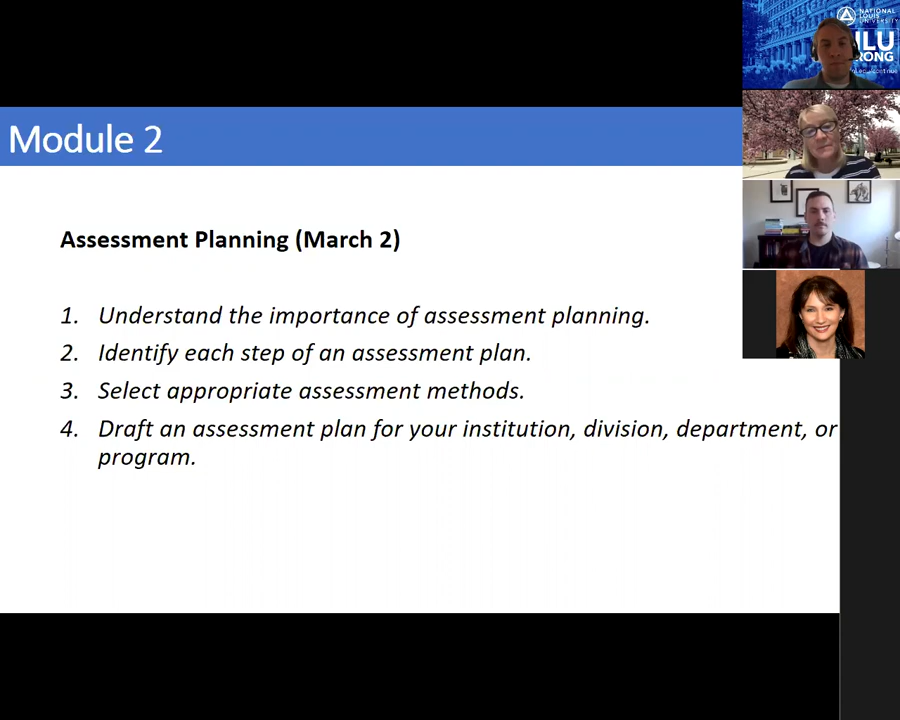 NATIONAL
LOUIS
UNIVERSITY
Module 2
Assessment Planning (March 2)
1. Understand the importance of assessment planning.
2. Identify each step of an assessment plan.
3. Select appropriate assessment methods.
4. Draft an assessment plan for your institution, division, department, or
program.